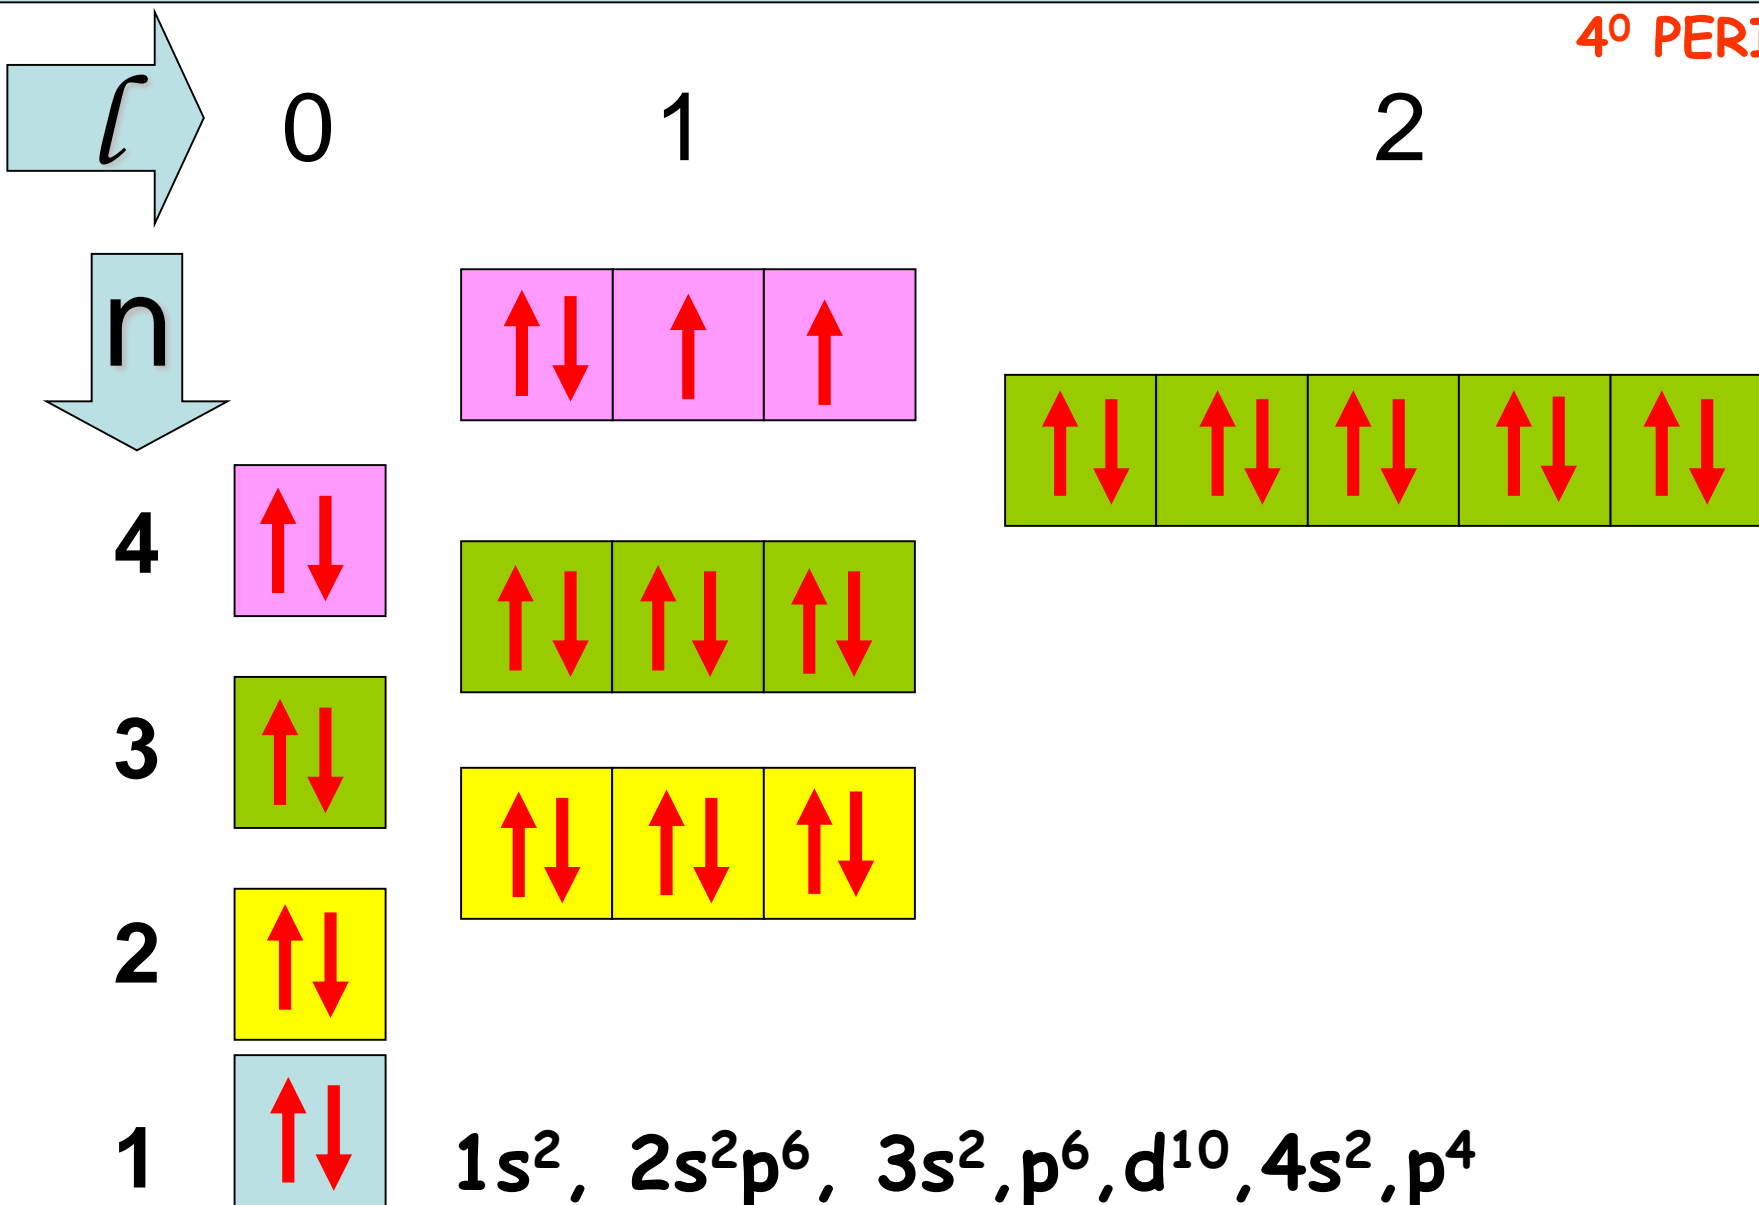 4⁰ PERI
l 0 1 2
n
4
3
2
1 1s², 2s²p⁶, 3s²,p⁶,d¹⁰,4s²,p⁴